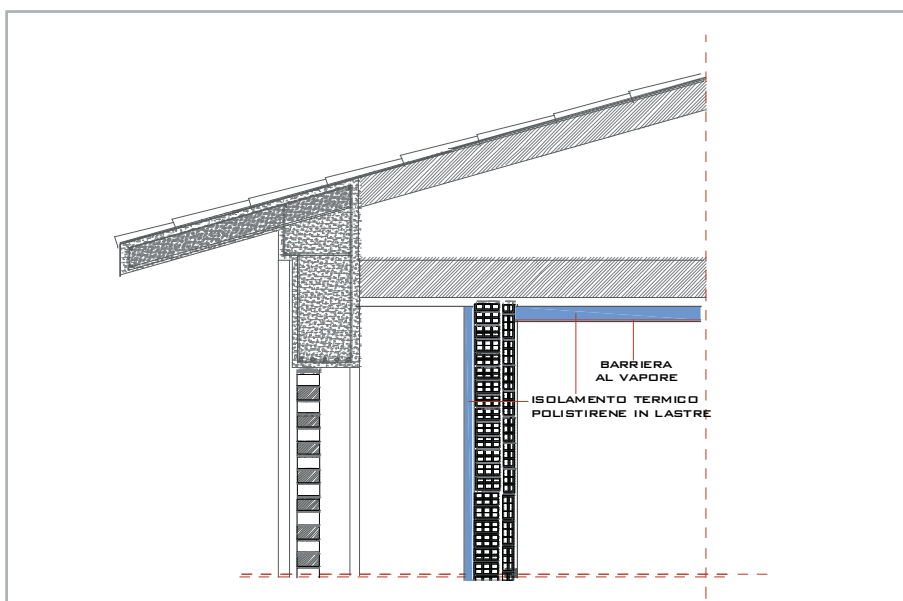 BARRIERA
AL VAPORE
ISOLAMENTO TERMICO
POLISTIRENE IN LASTRE